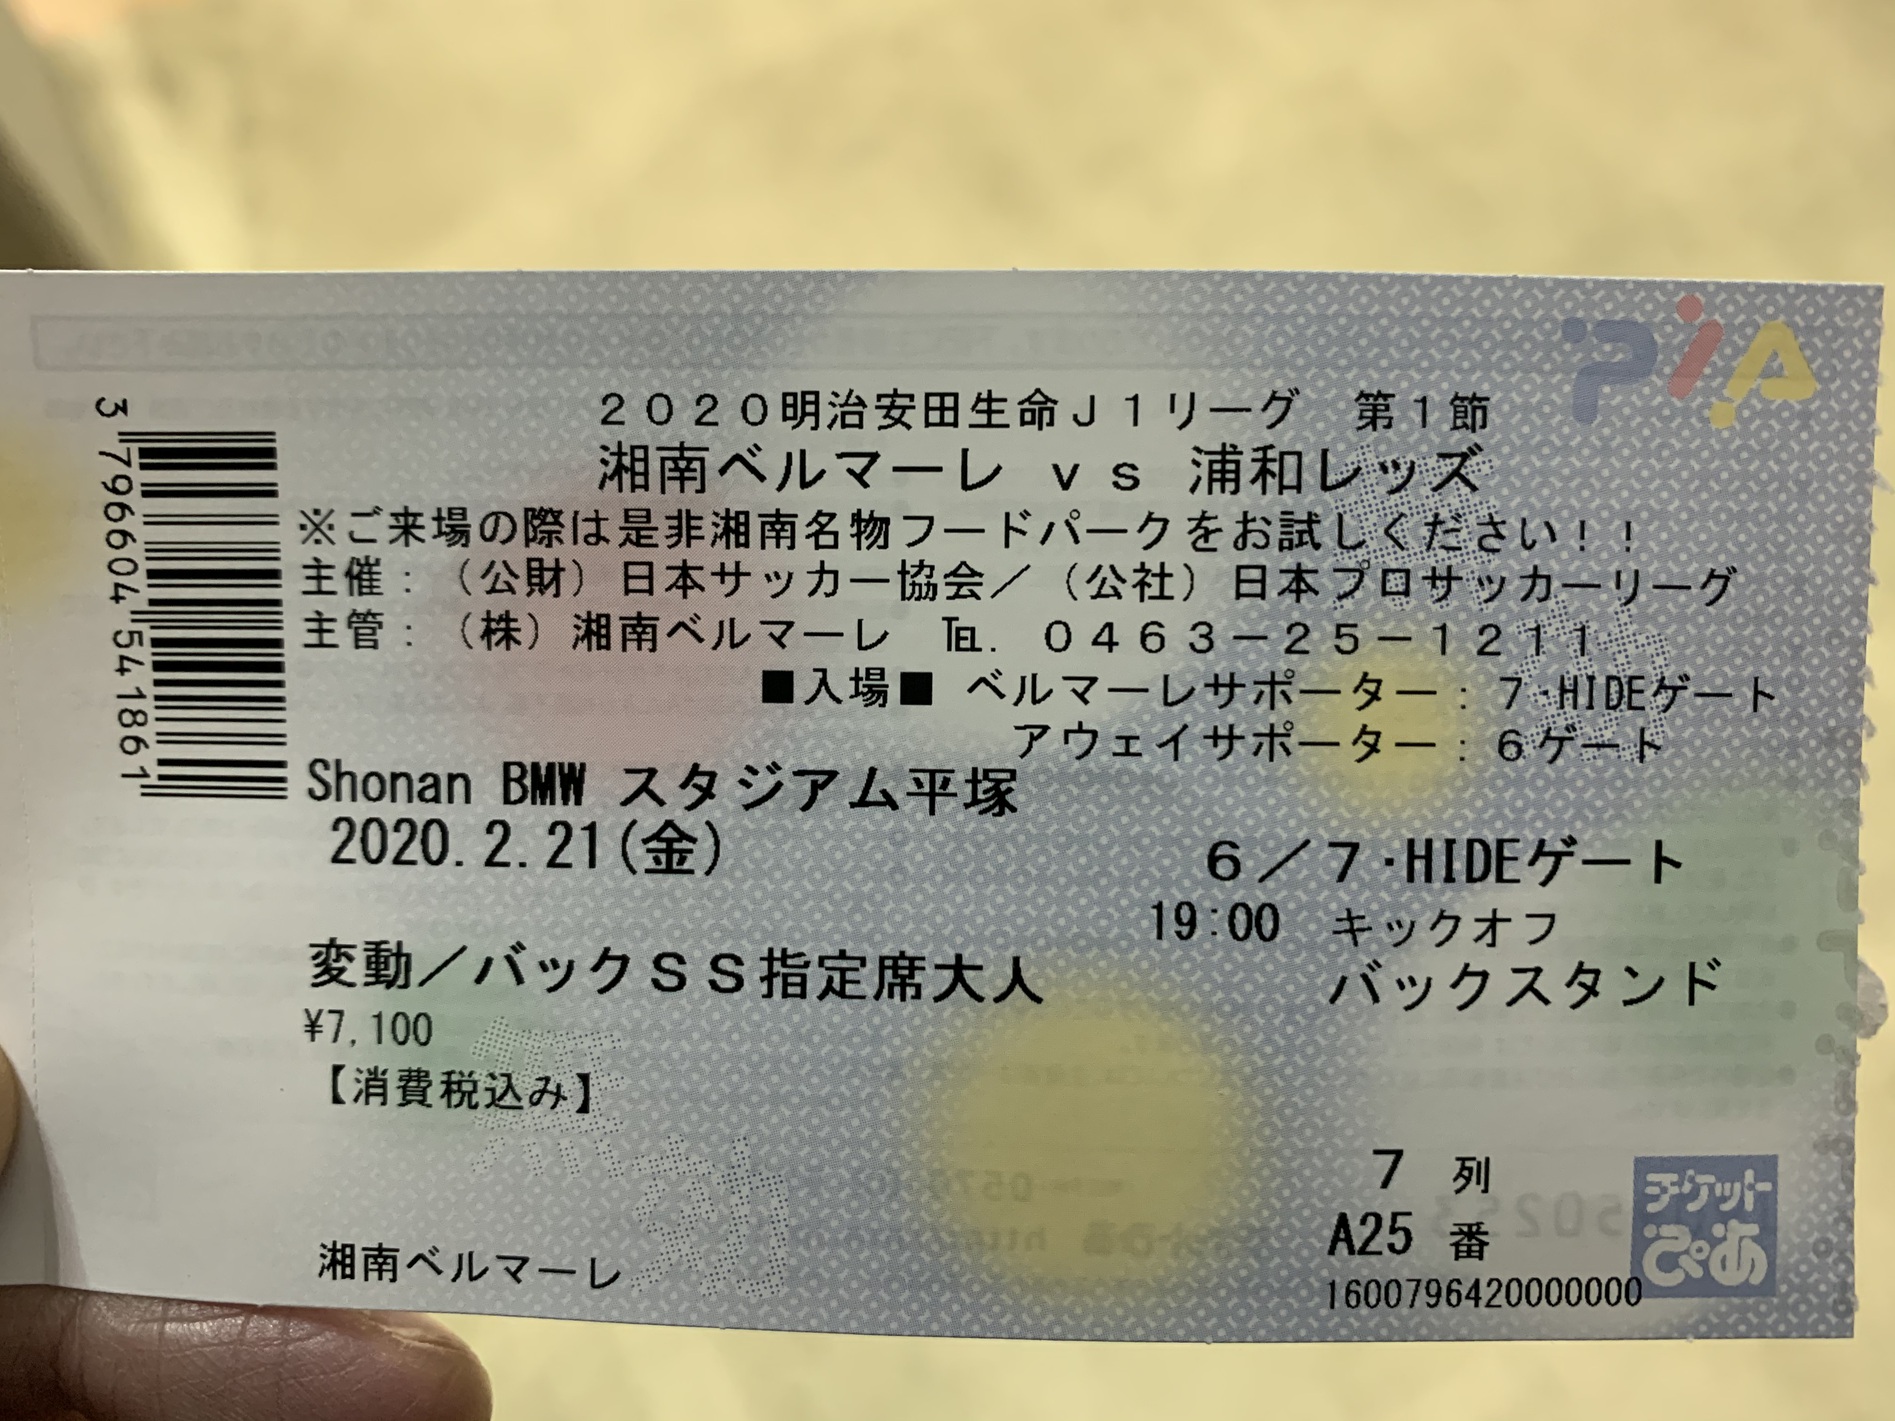 PIA
2020明治安田生命J1リーグ 第1節
湘南ベルマーレ vs 浦和レッズ
※ご来場の際は是非湘南名物フードパークをお試しください!!
主催:(公財)日本サッカー協会/(公社)日本プロサッカーリーグ
主管:(株)湘南ベルマーレ ℡. 0463-25-1211
■入場■ ベルマーレサポーター:7・HIDEゲート
アウェイサポーター:6ゲート
Shonan BMW スタジアム平塚
2020.2.21(金)
6/7・HIDEゲート
19:00 キックオフ
変動/バックSS指定席大人
バックスタンド
¥7,100
【消費税込み】
無効
7 列
A25 番
湘南ベルマーレ
1600796420000000
チケット
ぴあ
3 796604 541861